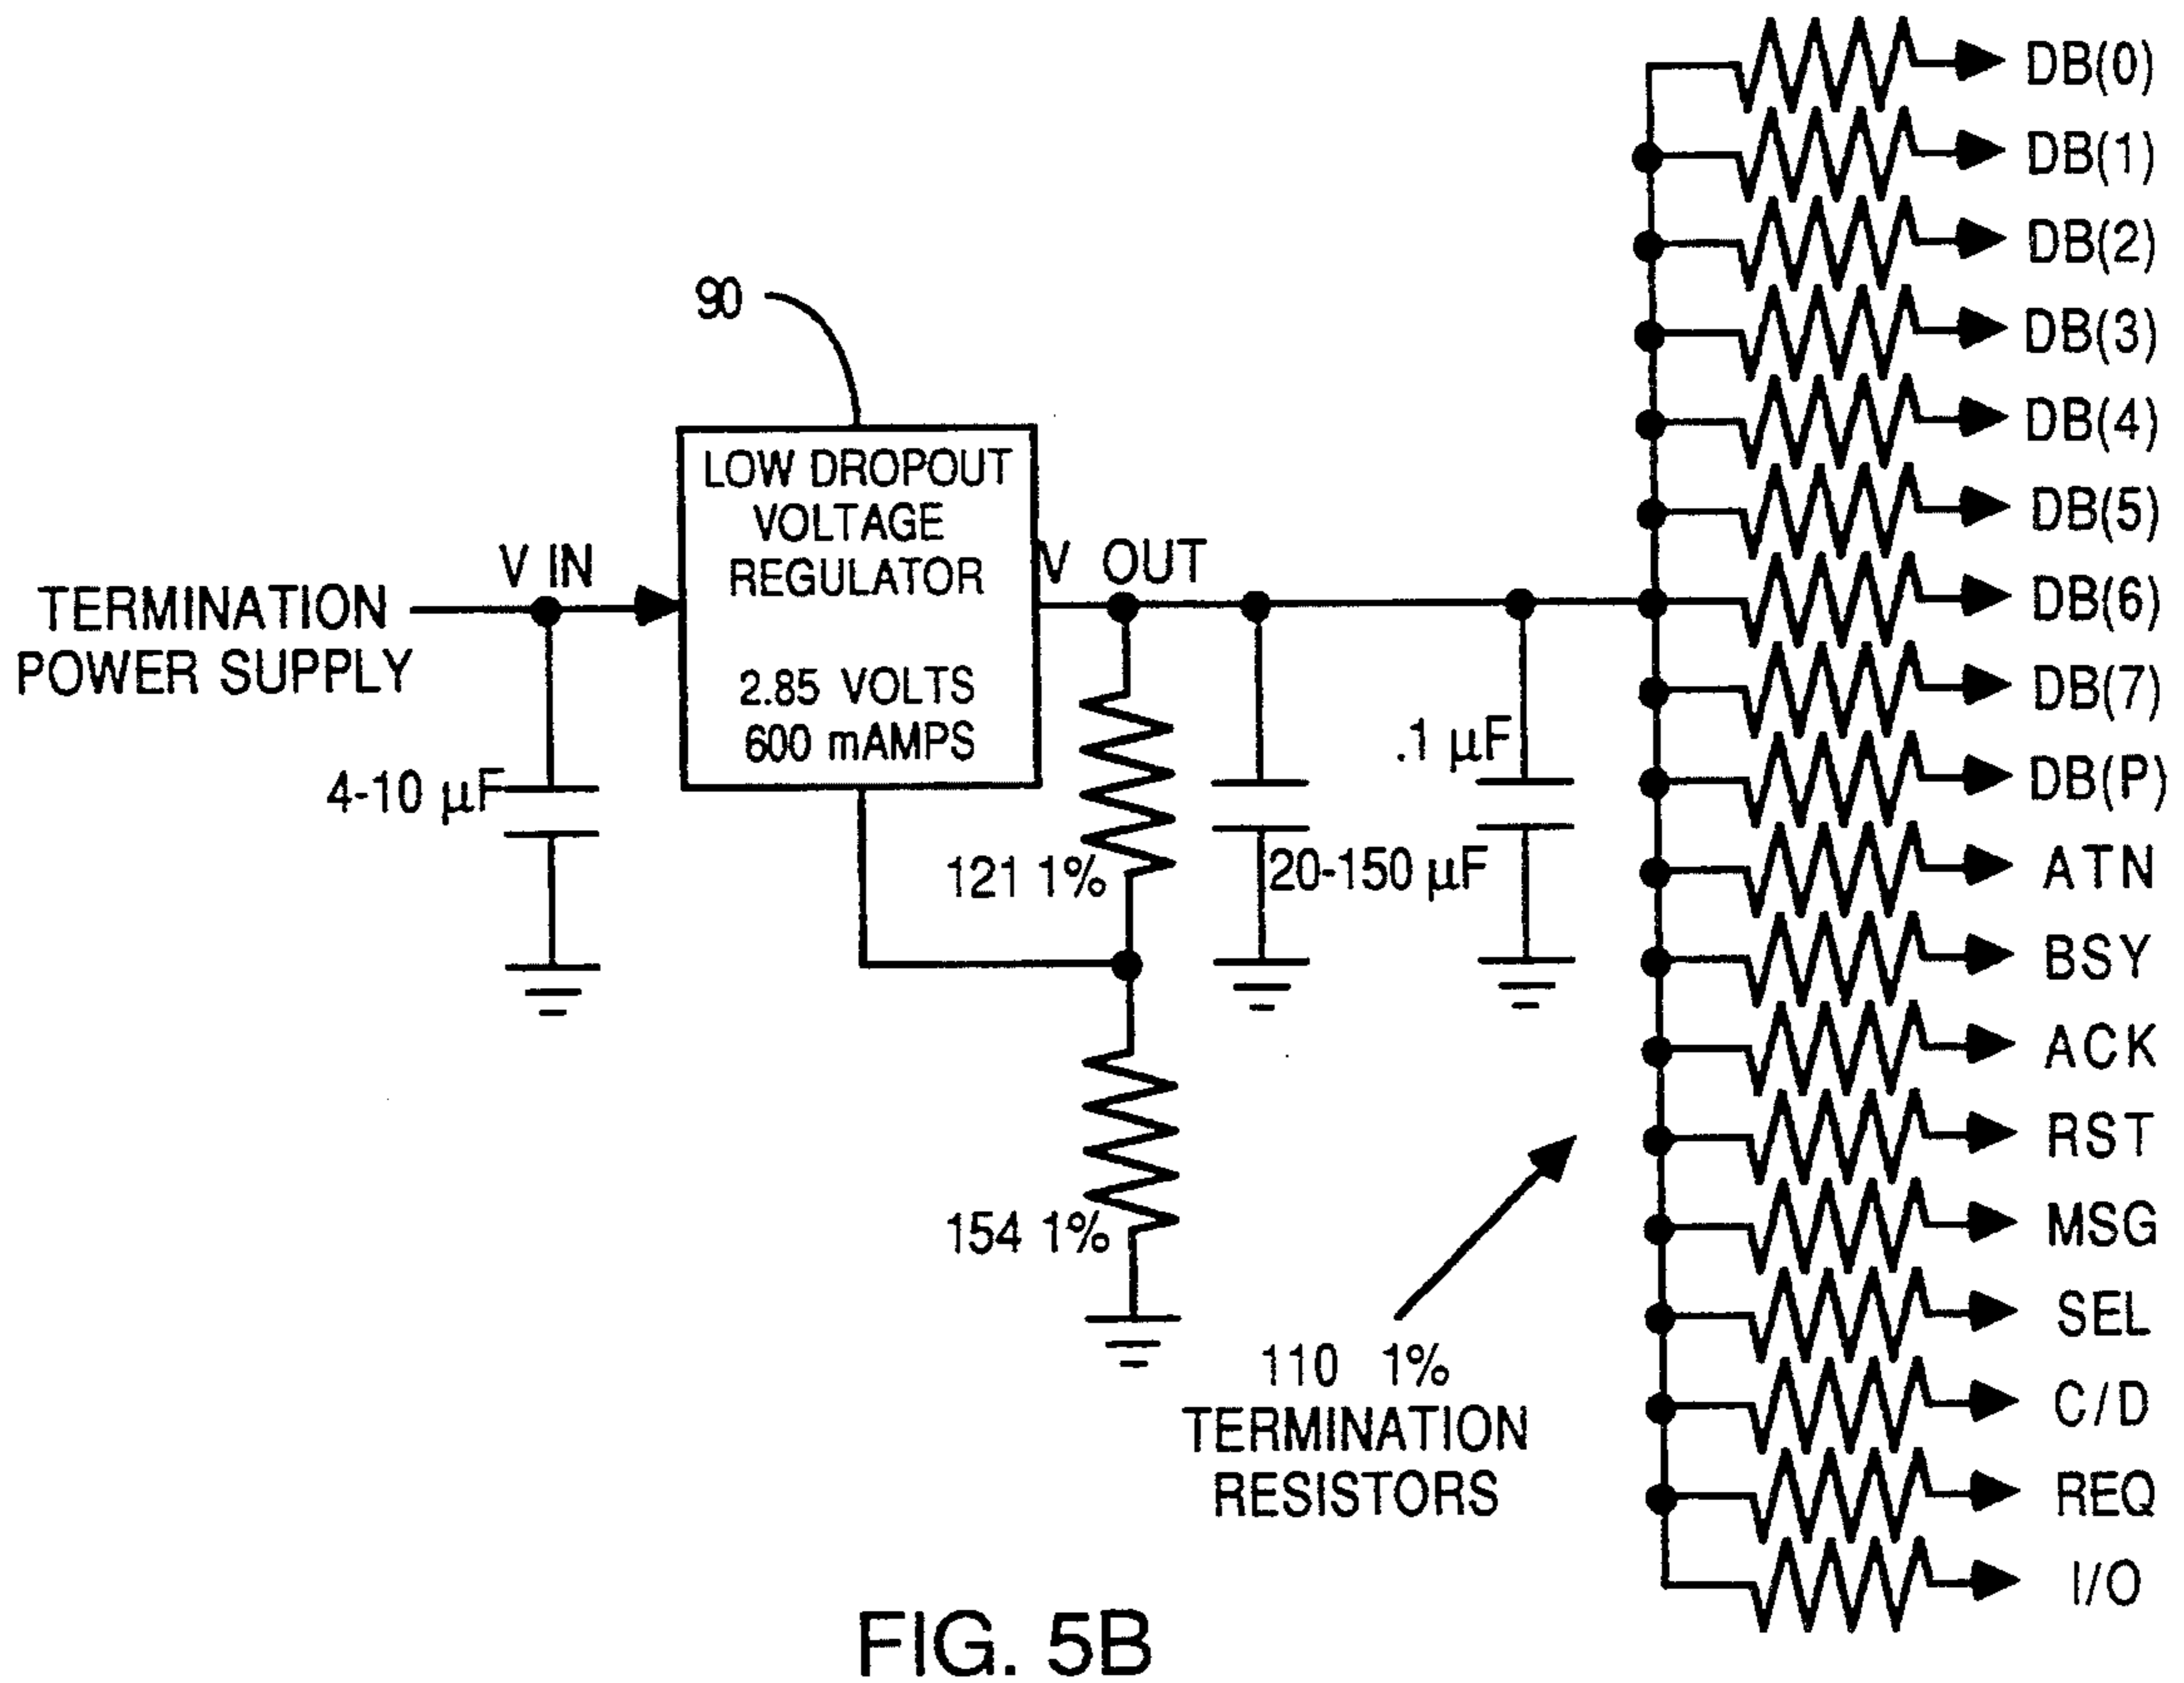 90
LOW DROPOUT
VOLTAGE
REGULATOR
2.85 VOLTS
600 mAMPS
V IN
V OUT
TERMINATION
POWER SUPPLY
4-10 µF
121 1%
20-150 µF
.1 µF
154 1%
110 1%
TERMINATION
RESISTORS
DB(0)
DB(1)
DB(2)
DB(3)
DB(4)
DB(5)
DB(6)
DB(7)
DB(P)
ATN
BSY
ACK
RST
MSG
SEL
C/D
REQ
I/O
FIG. 5B